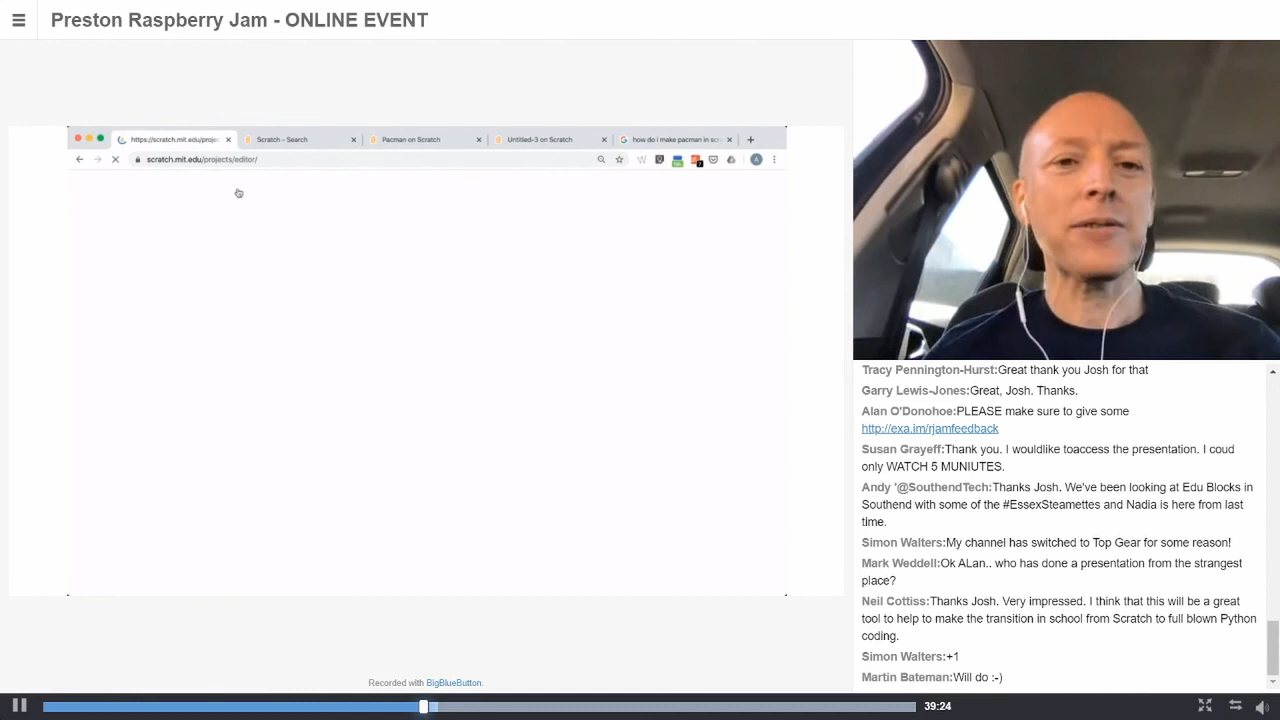 Preston Raspberry Jam - ONLINE EVENT
https://scratch.mit.edu/projec
Scratch - Search
Pacman on Scratch
Untitled-3 on Scratch
how do i make pacman in scr
scratch.mit.edu/projects/editor/
Tracy Pennington-Hurst:Great thank you Josh for that
Garry Lewis-Jones:Great, Josh. Thanks.
Alan O'Donohoe:PLEASE make sure to give some
http://exa.im/rjamfeedback
Susan Grayeff:Thank you. I wouldlike toaccess the presentation. I coud
only WATCH 5 MUNIUTES.
Andy '@SouthendTech:Thanks Josh. We've been looking at Edu Blocks in
Southend with some of the #EssexSteamettes and Nadia is here from last
time.
Simon Walters:My channel has switched to Top Gear for some reason!
Mark Weddell:Ok ALan.. who has done a presentation from the strangest
place?
Neil Cottiss:Thanks Josh. Very impressed. I think that this will be a great
tool to help to make the transition in school from Scratch to full blown Python
coding.
Simon Walters:+1
Martin Bateman:Will do :-)
Recorded with BigBlueButton.
39:24